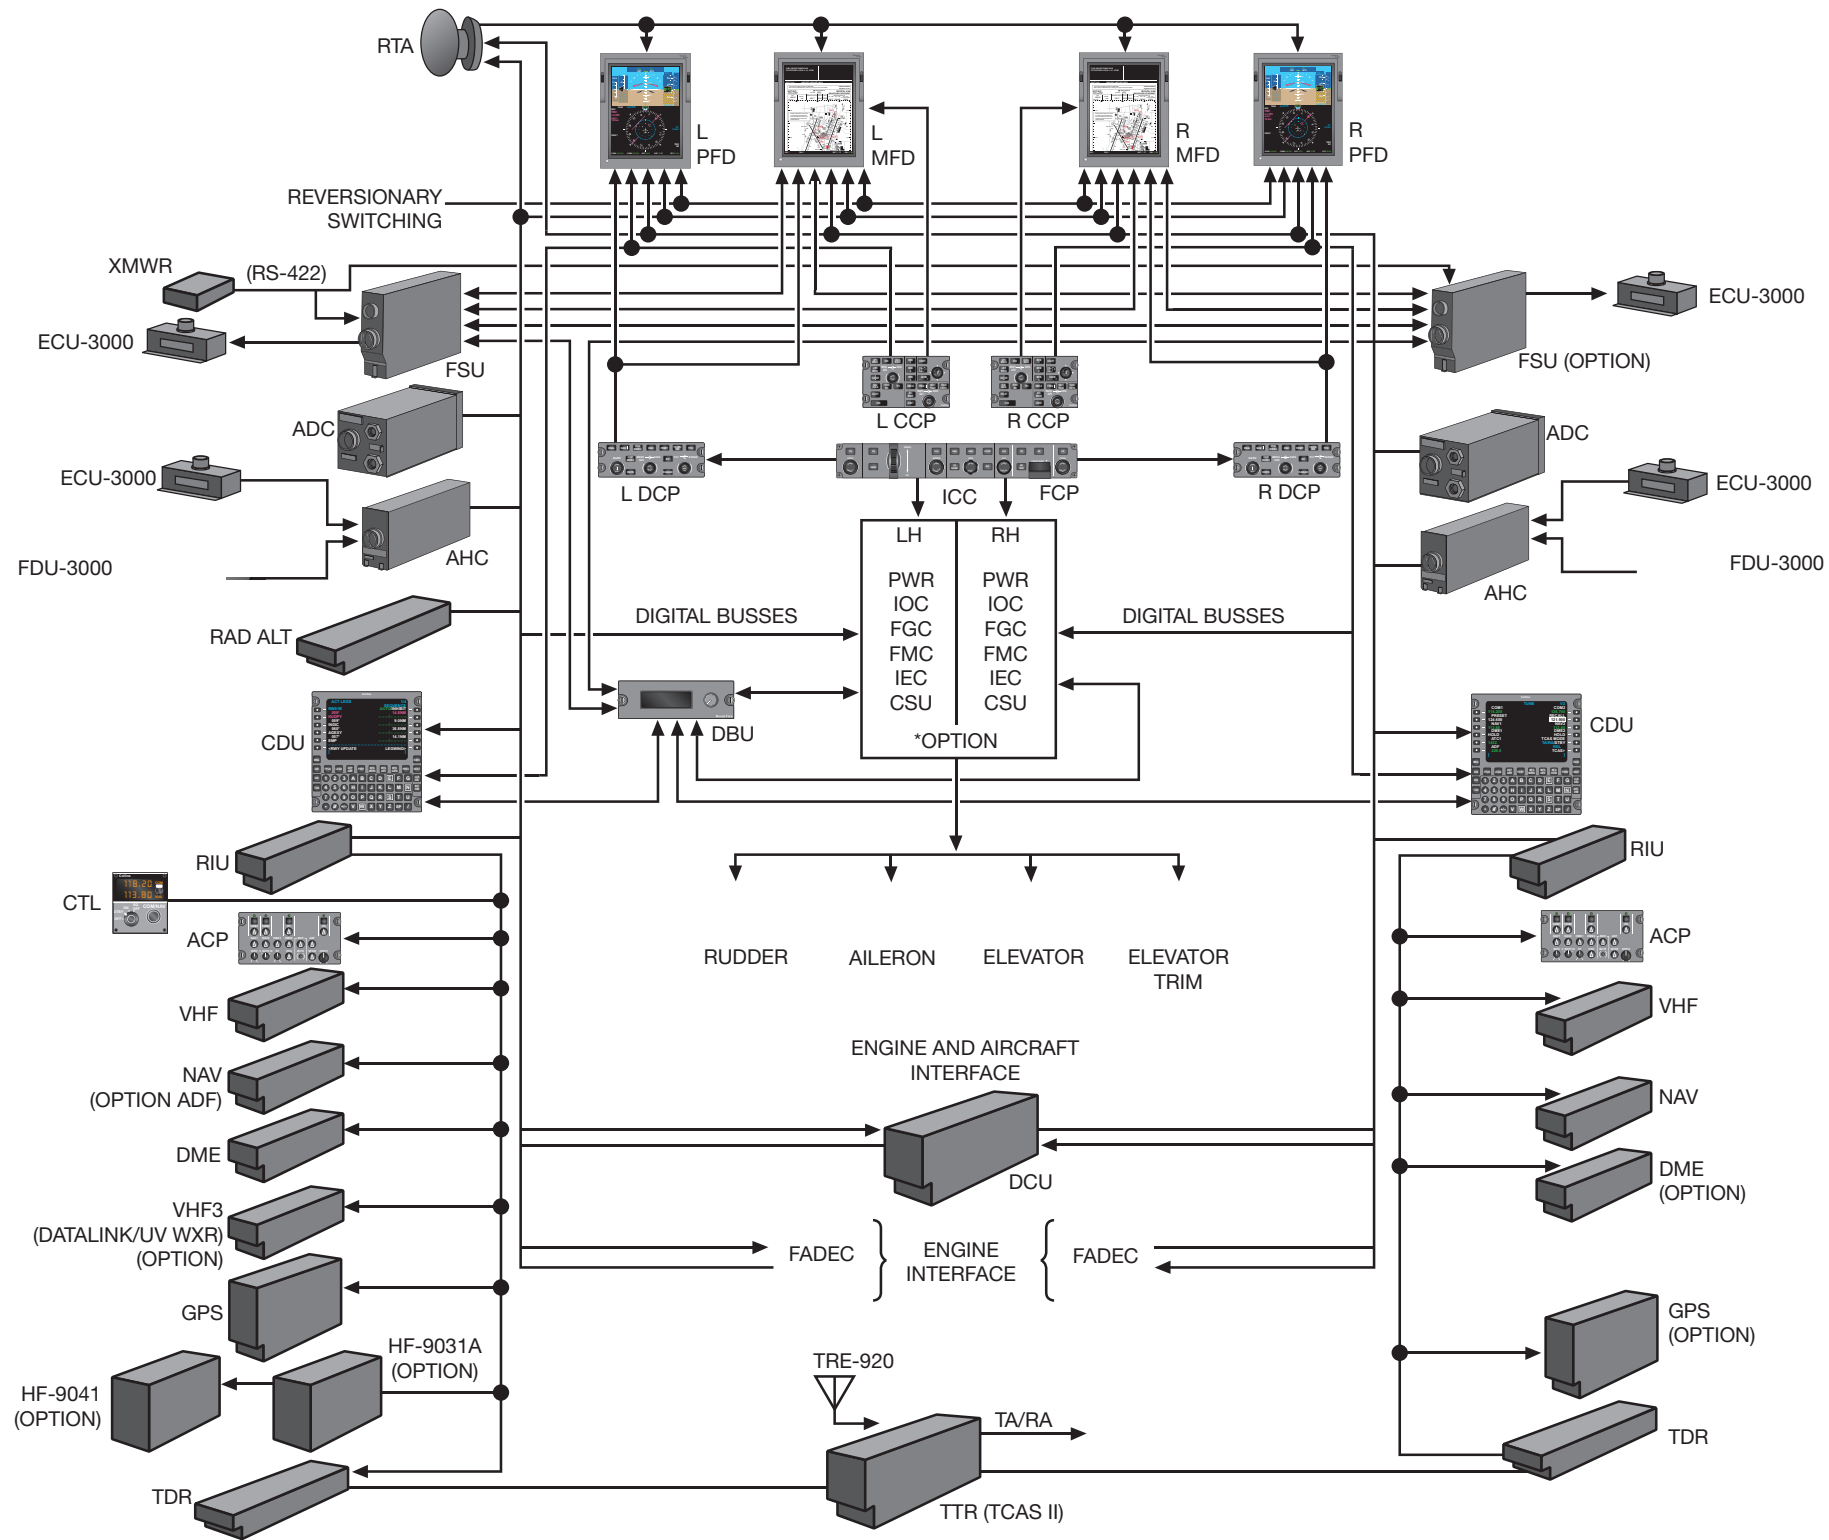 RTA
L
PFD
L
MFD
R
MFD
R
PFD
REVERSIONARY
SWITCHING
XMWR
(RS-422)
ECU-3000
ECU-3000
FSU
FSU (OPTION)
ADC
L CCP
R CCP
ADC
ECU-3000
L DCP
ICC
FCP
R DCP
ECU-3000
AHC
FDU-3000
FDU-3000
AHC
LH
RH
PWR
IOC
FGC
FMC
IEC
CSU
PWR
IOC
FGC
FMC
IEC
CSU
*OPTION
DIGITAL BUSSES
DIGITAL BUSSES
RAD ALT
DBU
CDU
CDU
RIU
RIU
118.20
113.80
CTL
ACP
ACP
RUDDER
AILERON
ELEVATOR
ELEVATOR
TRIM
VHF
VHF
NAV
(OPTION ADF)
NAV
ENGINE AND AIRCRAFT
INTERFACE
DCU
DME
DME
(OPTION)
VHF3
(DATALINK/UV WXR)
(OPTION)
FADEC
ENGINE
INTERFACE
FADEC
GPS
GPS
(OPTION)
HF-9031A
(OPTION)
HF-9041
(OPTION)
TRE-920
TA/RA
TDR
TDR
TTR (TCAS II)